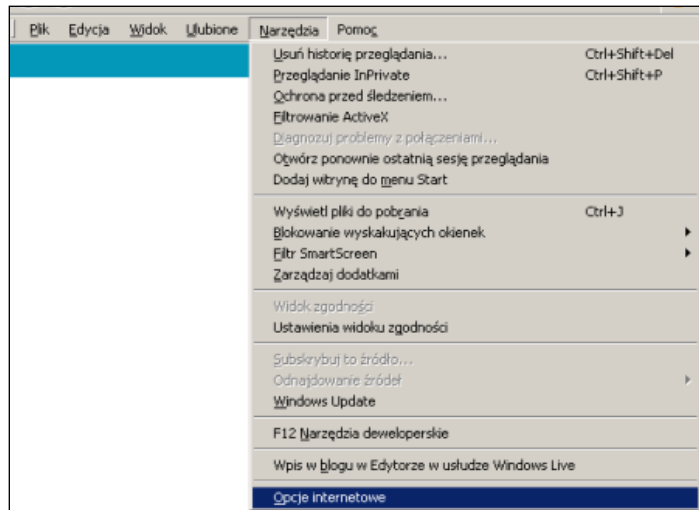 Plik Edycja Widok Ulubione Narzędzia Pomoc
Usuń historię przeglądania... Ctrl+Shift+Del
Przeglądanie InPrivate Ctrl+Shift+P
Ochrona przed śledzeniem...
Filtrowanie ActiveX
Diagnozuj problemy z połączeniami...
Otwórz ponownie ostatnią sesję przeglądania
Dodaj witrynę do menu Start
Wyświetl pliki do pobrania Ctrl+J
Blokowanie wyskakujących okienek
Filtr SmartScreen
Zarządzaj dodatkami
Widok zgodności
Ustawienia widoku zgodności
Subskrybuj to źródło...
Odnajdowanie źródeł
Windows Update
F12 Narzędzia deweloperskie
Wpis w blogu w Edytorze w usłudze Windows Live
Opcje internetowe